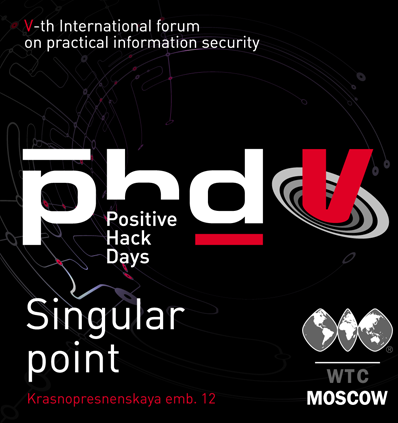 V-th International forum
on practical information security
phd V
Positive
Hack
Days
Singular
point
®
WTC
MOSCOW
Krasnopresnenskaya emb. 12